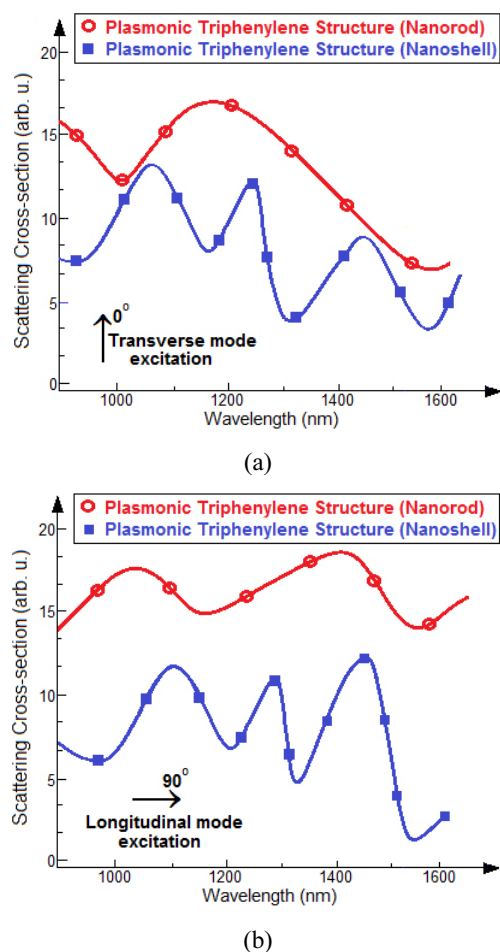 Plasmonic Triphenylene Structure (Nanorod)
Plasmonic Triphenylene Structure (Nanoshell)
Scattering Cross-section (arb. u.)
20
15
10
5
0
0°
Transverse mode
excitation
1000
1200
1400
1600
Wavelength (nm)
(a)
Plasmonic Triphenylene Structure (Nanorod)
Plasmonic Triphenylene Structure (Nanoshell)
Scattering Cross-section (arb. u.)
20
15
10
5
0
90°
Longitudinal mode
excitation
1000
1200
1400
1600
Wavelength (nm)
(b)